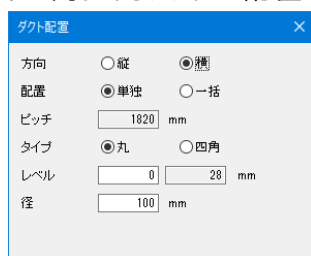 ダクト配置
方向 縦 横
配置 単独 一括
ピッチ 1820 mm
タイプ 丸 四角
レベル 0 28 mm
径 100 mm